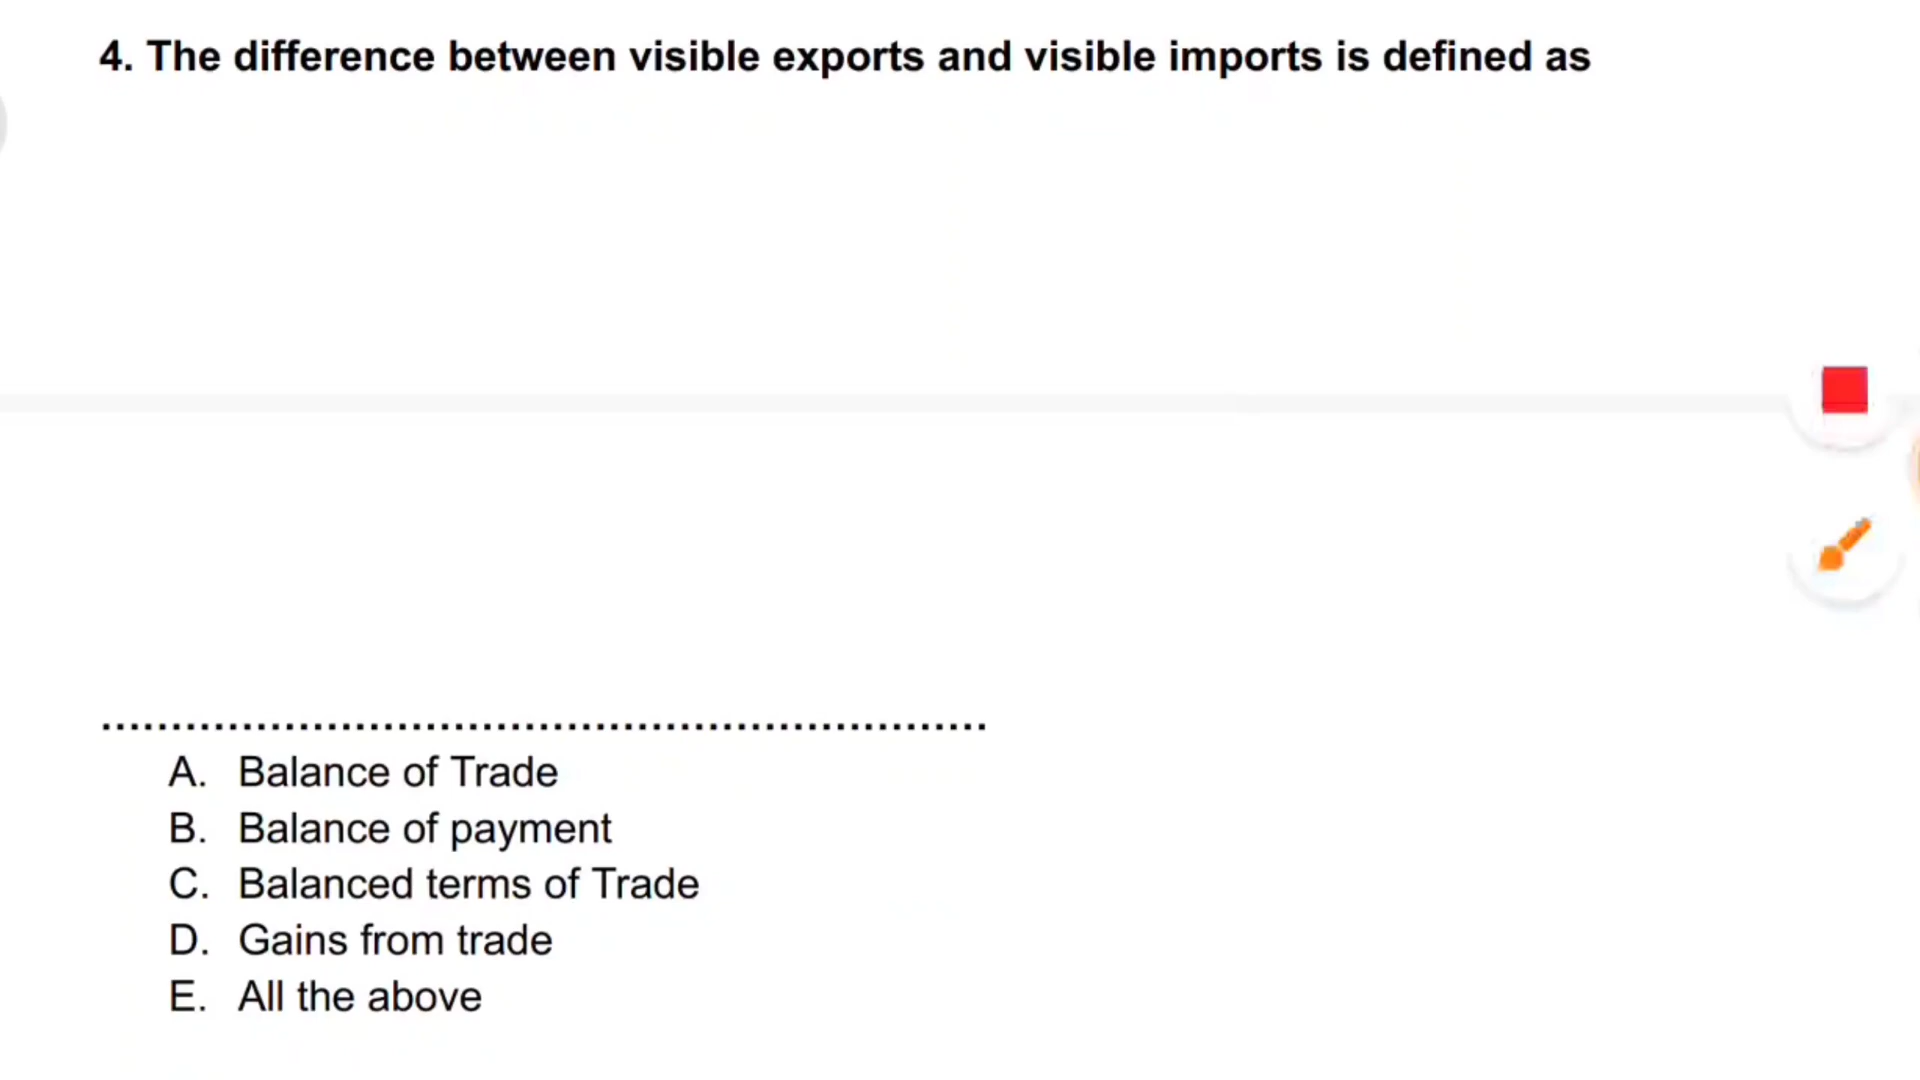 4. The difference between visible exports and visible imports is defined as
...............................................................
A. Balance of Trade
B. Balance of payment
C. Balanced terms of Trade
D. Gains from trade
E. All the above